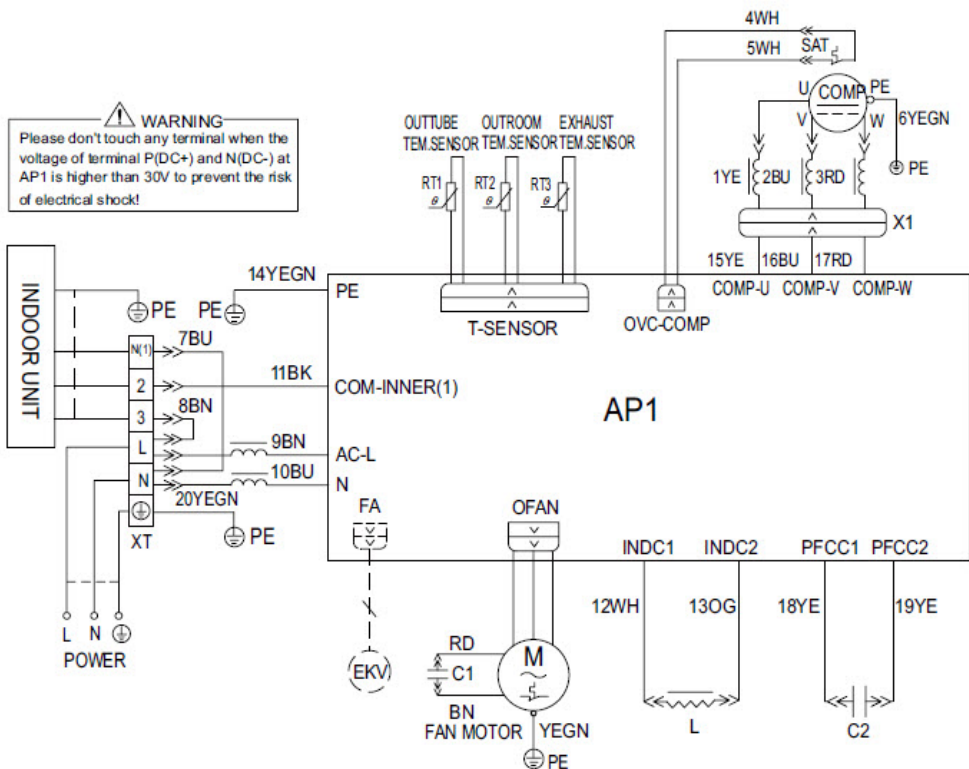 4WH
5WH
SAT
U
COMP
PE
V
W
6YEGN
PE
WARNING
Please don't touch any terminal when the
voltage of terminal P(DC+) and N(DC-) at
AP1 is higher than 30V to prevent the risk
of electrical shock!
OUTTUBE OUTROOM EXHAUST
TEM.SENSOR TEM.SENSOR TEM.SENSOR
RT1 RT2 RT3
θ θ θ
1YE 2BU 3RD
X1
15YE 16BU 17RD
COMP-U COMP-V COMP-W
14YEGN
PE
PE
PE
T-SENSOR
OVC-COMP
INDOOR UNIT
N(1)
7BU
2
11BK
COM-INNER(1)
AP1
3
8BN
L
9BN
AC-L
N
10BU
N
20YEGN
PE
XT
FA
OFAN
INDC1 INDC2 PFCC1 PFCC2
12WH 13OG 18YE 19YE
L N
POWER
EKV
RD
C1
BN
M
FAN MOTOR
YEGN
PE
L
C2